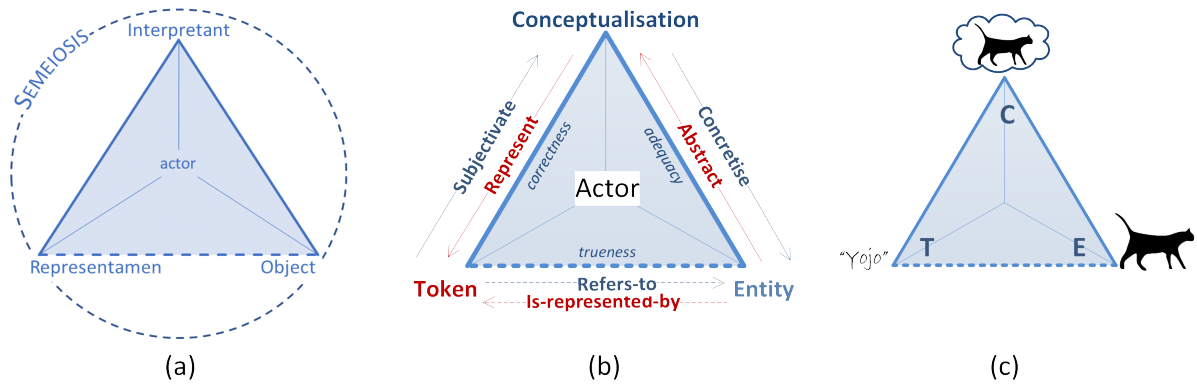 SEMEIOSIS
Interpretant
actor
Representamen
Object
(a)
Conceptualisation
Subjectivate
Represent
correctness
adequacy
Abstract
Concretise
Actor
trueness
Token
Refers-to
Is-represented-by
Entity
(b)
C
T
E
“Yojo”
(c)